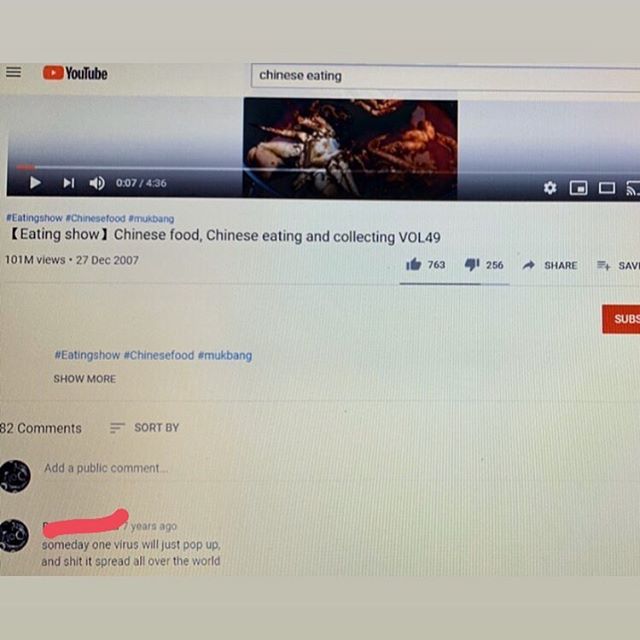 YouTube
chinese eating
0:07 / 4:36
#Eatingshow #Chinesefood #mukbang
【Eating show】Chinese food, Chinese eating and collecting VOL49
101M views • 27 Dec 2007
763 256 SHARE SAV
SUBS
#Eatingshow #Chinesefood #mukbang
SHOW MORE
82 Comments SORT BY
Add a public comment...
7 years ago
someday one virus will just pop up,
and shit it spread all over the world